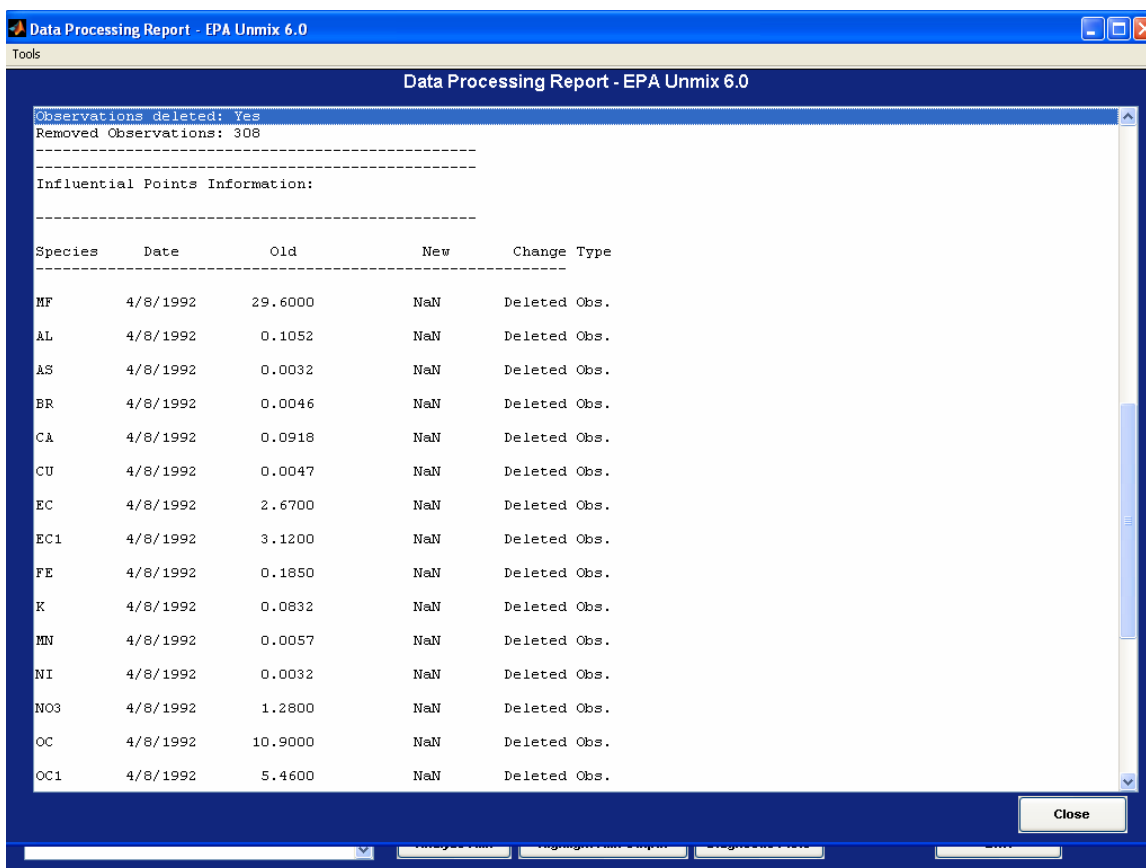 Data Processing Report - EPA Unmix 6.0
Tools
Data Processing Report - EPA Unmix 6.0
Observations deleted: Yes
Removed Observations: 308
------------------------------------------------
------------------------------------------------
Influential Points Information:
------------------------------------------------
Species Date Old New Change Type
----------------------------------------------------------
MF 4/8/1992 29.6000 NaN Deleted Obs.
AL 4/8/1992 0.1052 NaN Deleted Obs.
AS 4/8/1992 0.0032 NaN Deleted Obs.
BR 4/8/1992 0.0046 NaN Deleted Obs.
CA 4/8/1992 0.0918 NaN Deleted Obs.
CU 4/8/1992 0.0047 NaN Deleted Obs.
EC 4/8/1992 2.6700 NaN Deleted Obs.
EC1 4/8/1992 3.1200 NaN Deleted Obs.
FE 4/8/1992 0.1850 NaN Deleted Obs.
K 4/8/1992 0.0832 NaN Deleted Obs.
MN 4/8/1992 0.0057 NaN Deleted Obs.
NI 4/8/1992 0.0032 NaN Deleted Obs.
NO3 4/8/1992 1.2800 NaN Deleted Obs.
OC 4/8/1992 10.9000 NaN Deleted Obs.
OC1 4/8/1992 5.4600 NaN Deleted Obs.
Close